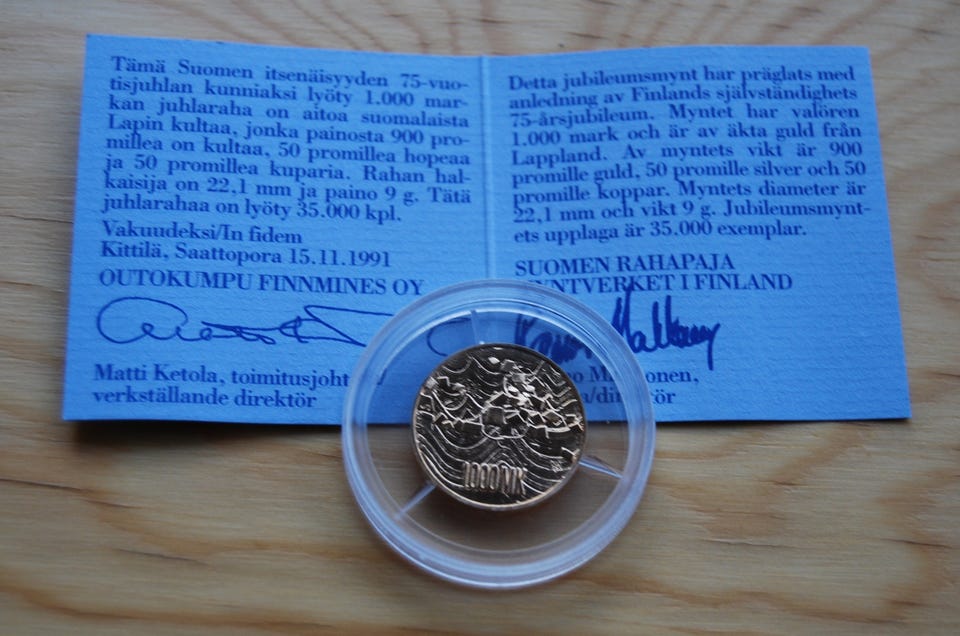 Tämä Suomen itsenäisyyden 75-vuo-
tisjuhlan kunniaksi lyöty 1.000 mar-
kan juhlaraha on aitoa suomalaista
Lapin kultaa, jonka painosta 900 pro-
millea on kultaa, 50 promillea hopeaa
ja 50 promillea kuparia. Rahan hal-
kaisija on 22,1 mm ja paino 9 g. Tätä
juhlarahaa on lyöty 35.000 kpl.
Vakuudeksi/In fidem
Kittilä, Saattopora 15.11.1991
OUTOKUMPU FINNMINES OY
Matti Ketola, toimitusjoht
verkställande direktör
Detta jubileumsmynt har präglats med
anledning av Finlands självständighets
75-årsjubileum. Myntet har valören
1.000 mark och är av äkta guld från
Lappland. Av myntets vikt är 900
promille guld, 50 promille silver och 50
promille koppar. Myntets diameter är
22,1 mm och vikt 9 g. Jubileumsmynt-
ets upplaga är 35.000 exemplar.
SUOMEN RAHAPAJA
YNTVERKET I FINLAND
1000 MK